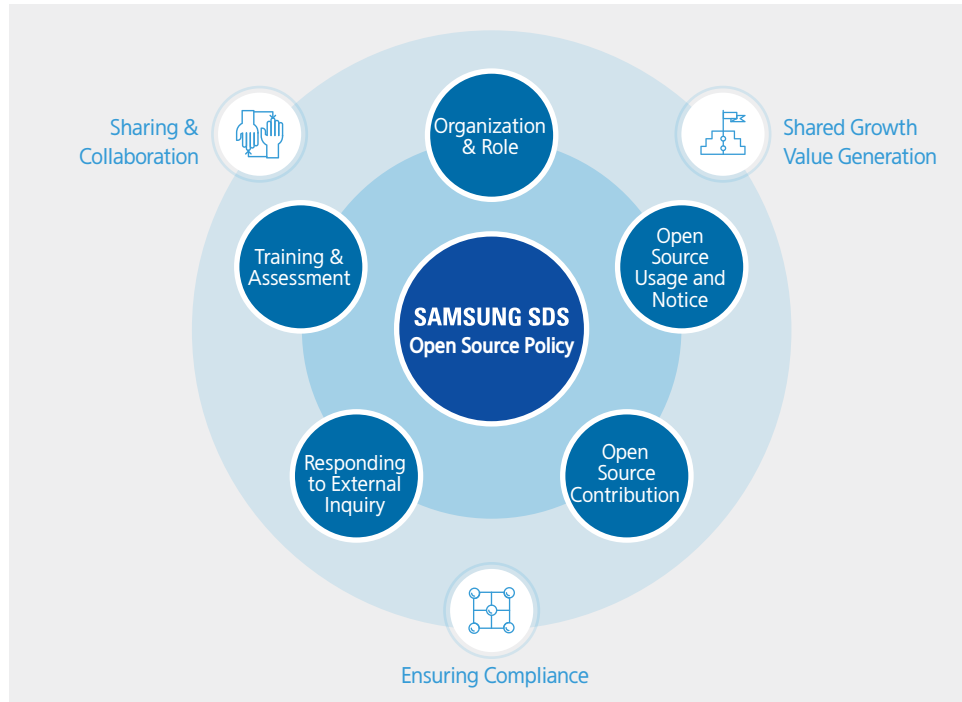 Sharing &
Collaboration
Organization
& Role
Shared Growth
Value Generation
Training &
Assessment
Open
Source
Usage and
Notice
SAMSUNG SDS
Open Source Policy
Responding
to External
Inquiry
Open
Source
Contribution
Ensuring Compliance